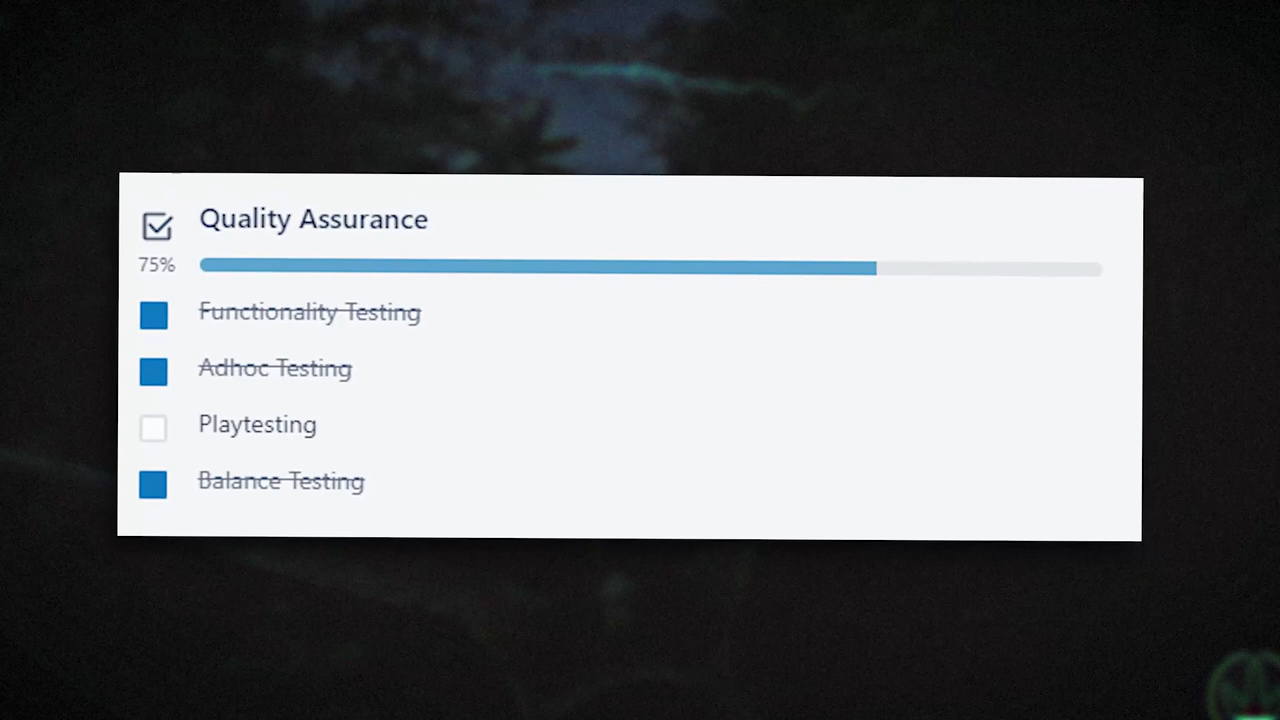 Quality Assurance
75%
Functionality Testing
Adhoc Testing
Playtesting
Balance Testing